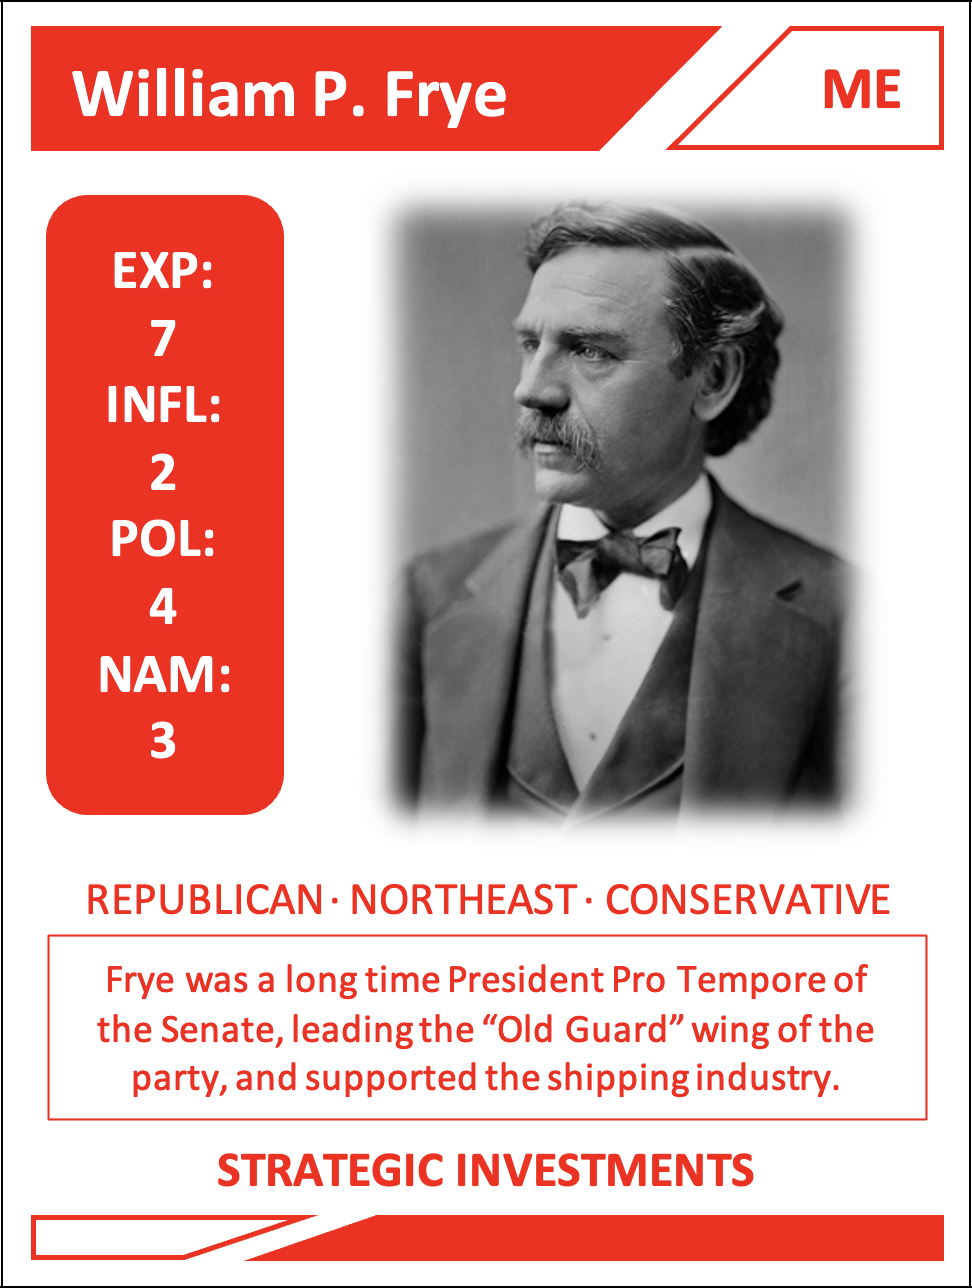 William P. Frye
ME
EXP:
7
INFL:
2
POL:
4
NAM:
3
REPUBLICAN · NORTHEAST · CONSERVATIVE
Frye was a long time President Pro Tempore of
the Senate, leading the “Old Guard” wing of the
party, and supported the shipping industry.
STRATEGIC INVESTMENTS